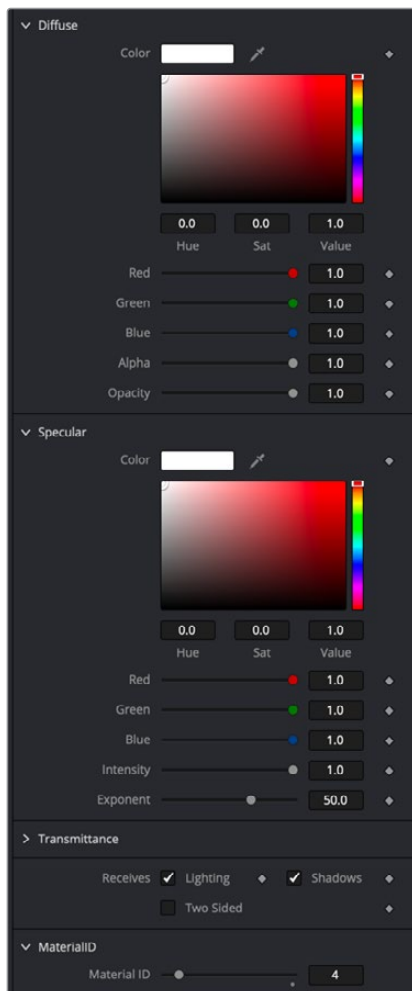 Diffuse
Color
0.0 0.0 1.0
Hue Sat Value
Red 1.0
Green 1.0
Blue 1.0
Alpha 1.0
Opacity 1.0
Specular
Color
0.0 0.0 1.0
Hue Sat Value
Red 1.0
Green 1.0
Blue 1.0
Intensity 1.0
Exponent 50.0
Transmittance
Receives Lighting Shadows
Two Sided
MaterialID
Material ID 4